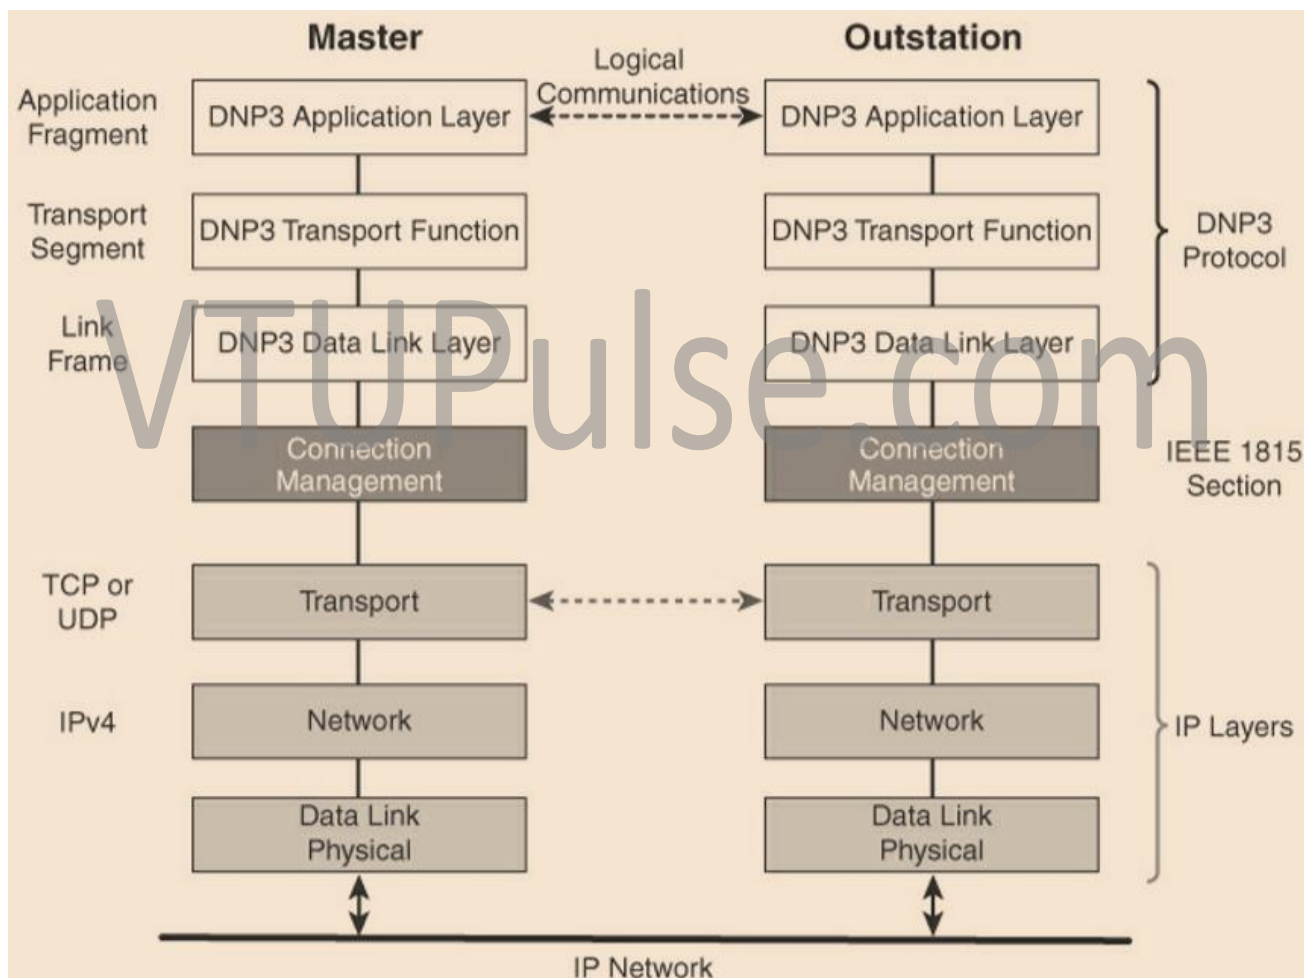 Master
Outstation
Logical
Communications
Application
Fragment
DNP3 Application Layer
DNP3 Application Layer
Transport
Segment
DNP3 Transport Function
DNP3 Transport Function
DNP3
Protocol
Link
Frame
DNP3 Data Link Layer
DNP3 Data Link Layer
VTUPulse.com
Connection
Management
Connection
Management
IEEE 1815
Section
TCP or
UDP
Transport
Transport
IPv4
Network
Network
IP Layers
Data Link
Physical
Data Link
Physical
IP Network